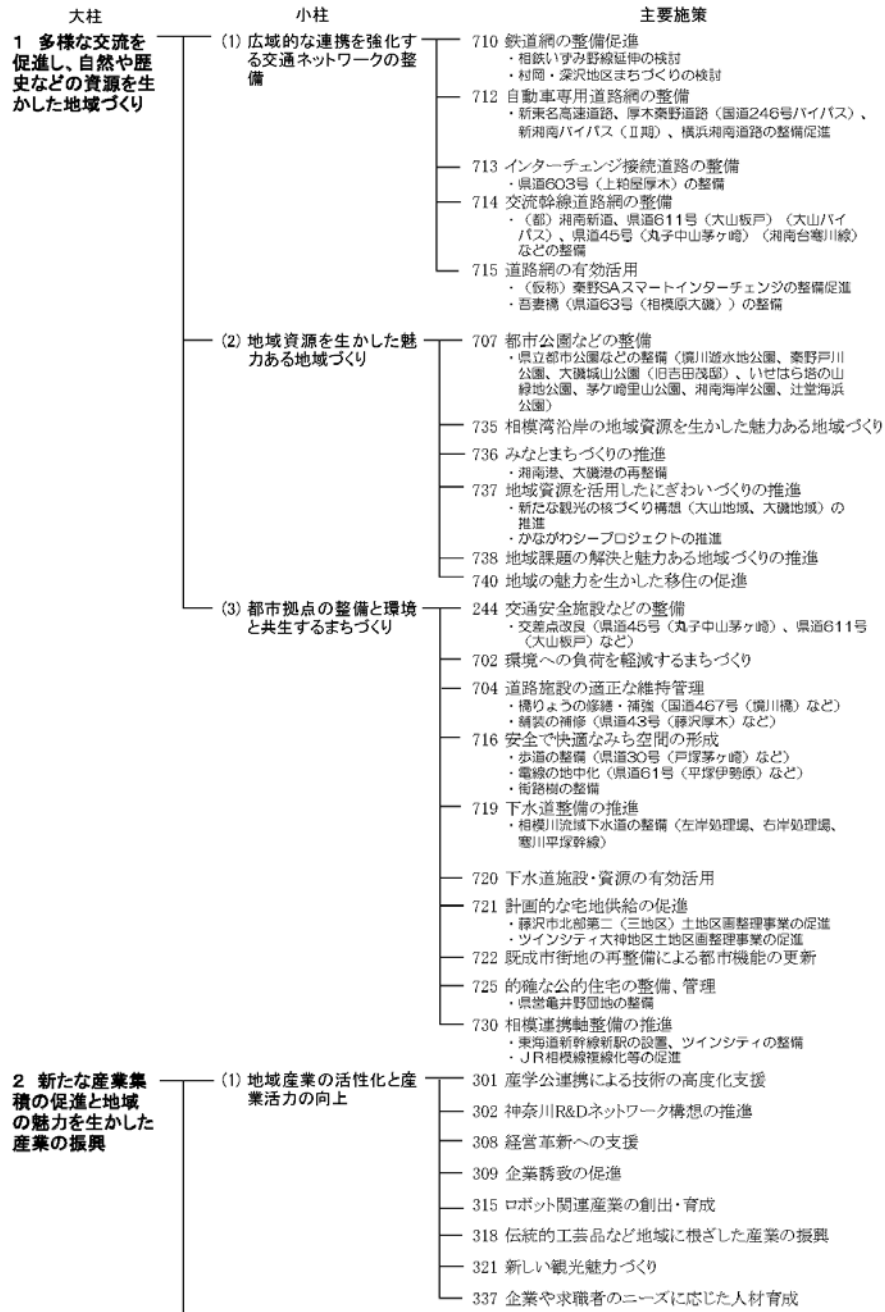 大柱 小柱 主要施策
1 多様な交流を
促進し、自然や歴
史などの資源を生
かした地域づくり
(1) 広域的な連携を強化す
る交通ネットワークの整
備
710 鉄道網の整備促進
・相鉄いずみ野線延伸の検討
・村岡・深沢地区まちづくりの検討
712 自動車専用道路網の整備
・新東名高速道路、厚木秦野道路（国道246号バイパス）、
新湘南バイパス（Ⅱ期）、横浜湘南道路の整備促進
713 インターチェンジ接続道路の整備
・県道603号（上粕屋厚木）の整備
714 交流幹線道路網の整備
・（都）湘南新道、県道611号（大山板戸）（大山バイ
パス）、県道45号（丸子中山茅ヶ崎）（湘南台寒川線）
などの整備
715 道路網の有効活用
・（仮称）秦野SAスマートインターチェンジの整備促進
・吾妻橋（県道63号（相模原大磯））の整備
(2) 地域資源を生かした魅
力ある地域づくり
707 都市公園などの整備
・県立都市公園などの整備（境川遊水地公園、秦野戸川
公園、大磯城山公園（旧吉田茂邸）、いせはら塔の山
緑地公園、茅ケ崎里山公園、湘南海岸公園、辻堂海浜
公園）
735 相模湾沿岸の地域資源を生かした魅力ある地域づくり
736 みなとまちづくりの推進
・湘南港、大磯港の再整備
737 地域資源を活用したにぎわいづくりの推進
・新たな観光の核づくり構想（大山地域、大磯地域）の
推進
・かながわシープロジェクトの推進
738 地域課題の解決と魅力ある地域づくりの推進
740 地域の魅力を生かした移住の促進
(3) 都市拠点の整備と環境
と共生するまちづくり
244 交通安全施設などの整備
・交差点改良（県道45号（丸子中山茅ヶ崎）、県道611号
（大山板戸）など）
702 環境への負荷を軽減するまちづくり
704 道路施設の適正な維持管理
・橋りょうの修繕・補強（国道467号（境川橋）など）
・舗装の補修（県道43号（藤沢厚木）など）
716 安全で快適なみち空間の形成
・歩道の整備（県道30号（戸塚茅ヶ崎）など）
・電線の地中化（県道61号（平塚伊勢原）など）
・街路樹の整備
719 下水道整備の推進
・相模川流域下水道の整備（左岸処理場、右岸処理場、
寒川平塚幹線）
720 下水道施設・資源の有効活用
721 計画的な宅地供給の促進
・藤沢市北部第二（三地区）土地区画整理事業の促進
・ツインシティ大神地区土地区画整理事業の促進
722 既成市街地の再整備による都市機能の更新
725 的確な公的住宅の整備、管理
・県営亀井野団地の整備
730 相模連携軸整備の推進
・東海道新幹線新駅の設置、ツインシティの整備
・ＪＲ相模線複線化等の促進
2 新たな産業集
積の促進と地域
の魅力を生かした
産業の振興
(1) 地域産業の活性化と産
業活力の向上
301 産学公連携による技術の高度化支援
302 神奈川R&Dネットワーク構想の推進
308 経営革新への支援
309 企業誘致の促進
315 ロボット関連産業の創出・育成
318 伝統的工芸品など地域に根ざした産業の振興
321 新しい観光魅力づくり
337 企業や求職者のニーズに応じた人材育成